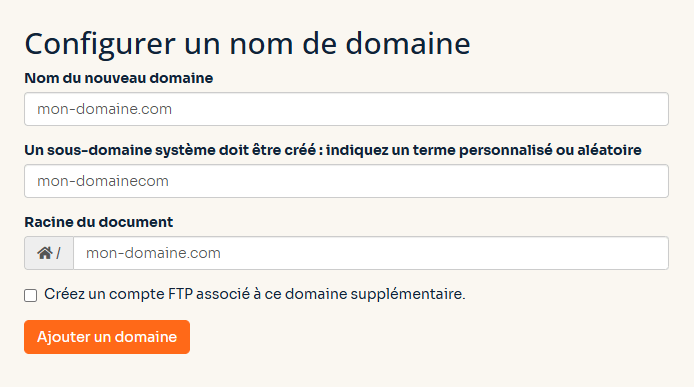 Configurer un nom de domaine
Nom du nouveau domaine
mon-domaine.com
Un sous-domaine système doit être créé : indiquez un terme personnalisé ou aléatoire
mon-domainecom
Racine du document
/ mon-domaine.com
Créez un compte FTP associé à ce domaine supplémentaire.
Ajouter un domaine